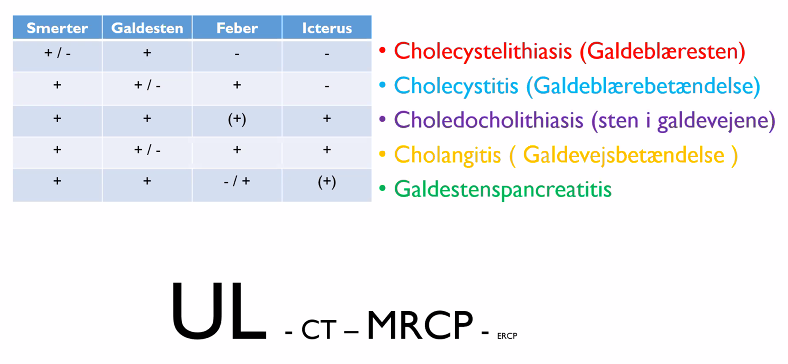 Smerter Galdesten Feber Icterus
+ / - + - -
+ + / - + -
+ + (+) +
+ + / - + +
+ + - / + (+)
• Cholecystelithiasis (Galdeblæresten)
• Cholecystitis (Galdeblærebetændelse)
• Choledocholithiasis (sten i galdevejene)
• Cholangitis ( Galdevejsbetændelse )
• Galdestenspancreatitis
UL - CT – MRCP - ERCP